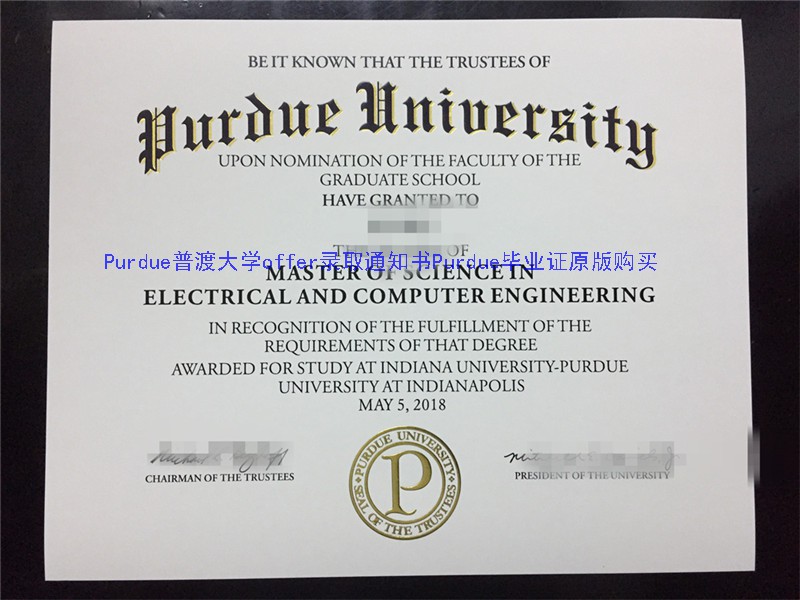 BE IT KNOWN THAT THE TRUSTEES OF
Purdue University
UPON NOMINATION OF THE FACULTY OF THE
GRADUATE SCHOOL
HAVE GRANTED TO
THE OF
Purdue普渡大学offer录取通知书Purdue毕业证原版购买
MASTER OF SCIENCE IN
ELECTRICAL AND COMPUTER ENGINEERING
IN RECOGNITION OF THE FULFILLMENT OF THE
REQUIREMENTS OF THAT DEGREE
AWARDED FOR STUDY AT INDIANA UNIVERSITY-PURDUE
UNIVERSITY AT INDIANAPOLIS
MAY 5, 2018
CHAIRMAN OF THE TRUSTEES
PURDUE UNIVERSITY
P
SEAL OF THE TRUSTEES
PRESIDENT OF THE UNIVERSITY